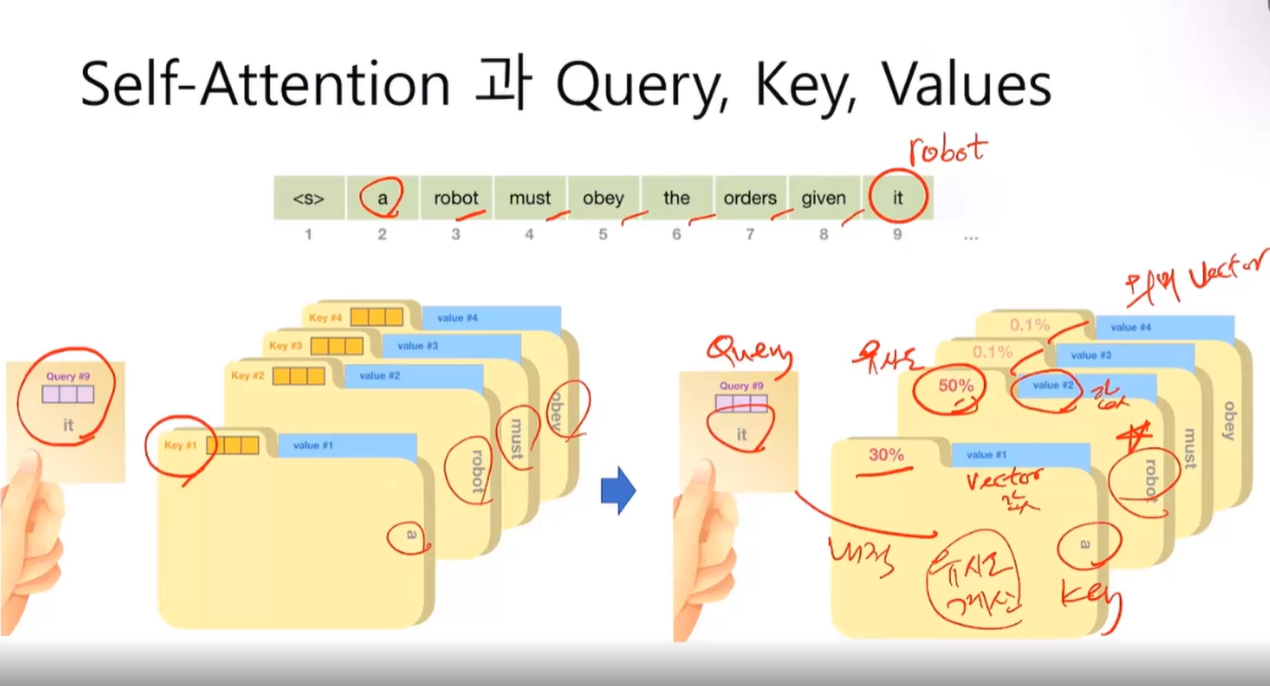 Self-Attention 과 Query, Key, Values
robot
<s> a robot must obey the orders given it
1 2 3 4 5 6 7 8 9 ...
Query #9
it
Key #4 value #4
Key #3 value #3
Key #2 value #2
Key #1 value #1
obey
must
robot
a
Vector
Query
유사도
Query #9
it
0.1% value #4
0.1% value #3
50% value #2
30% value #1
Vector
obey
must
robot
a
내적
유사도
계산
Key